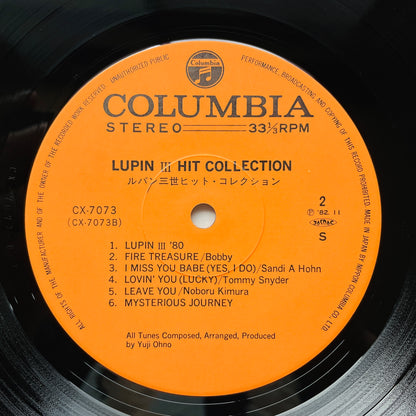 ALL RIGHTS OF THE MANUFACTURER AND OF THE OWNER OF THE RECORDED WORK RESERVED. UNAUTHORIZED PUBLIC PERFORMANCE, BROADCASTING AND COPYING OF THIS RECORD PROHIBITED. MADE IN JAPAN BY NIPPON COLUMBIA CO., LTD
Columbia
COLUMBIA
STEREO 33 1/3 RPM
LUPIN III HIT COLLECTION
ルパン三世ヒット・コレクション
CX-7073
(CX-7073B)
2
Ⓟ '82. 11
JASRAC
S
1. LUPIN III '80
2. FIRE TREASURE/Bobby
3. I MISS YOU BABE (YES, I DO)/Sandi A Hohn
4. LOVIN' YOU (LUCKY)/Tommy Snyder
5. LEAVE YOU/Noboru Kimura
6. MYSTERIOUS JOURNEY
All Tunes Composed, Arranged, Produced
by Yuji Ohno